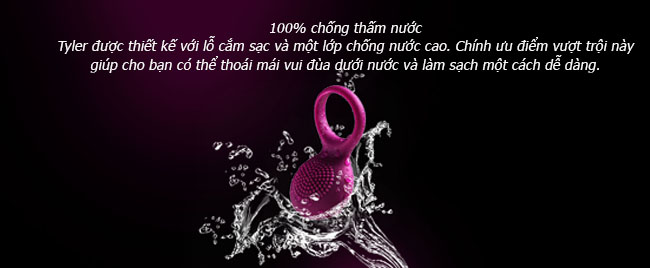 100% chống thấm nước
Tyler được thiết kế với lỗ cắm sạc và một lớp chống nước cao. Chính ưu điểm vượt trội này
giúp cho bạn có thể thoái mái vui đùa dưới nước và làm sạch một cách dễ dàng.